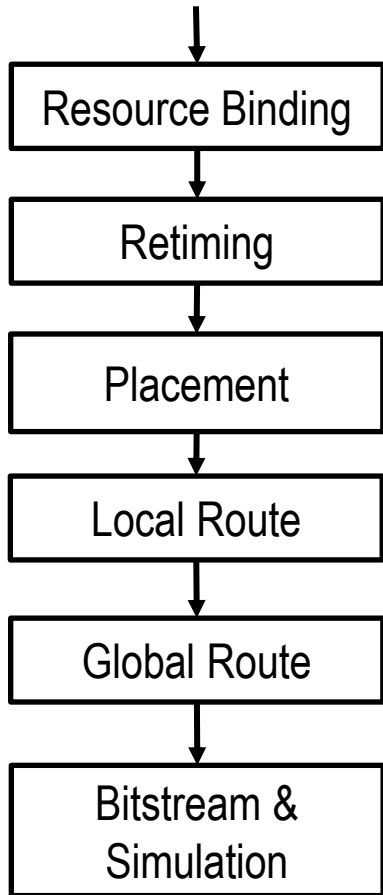 Resource Binding
Retiming
Placement
Local Route
Global Route
Bitstream &
Simulation